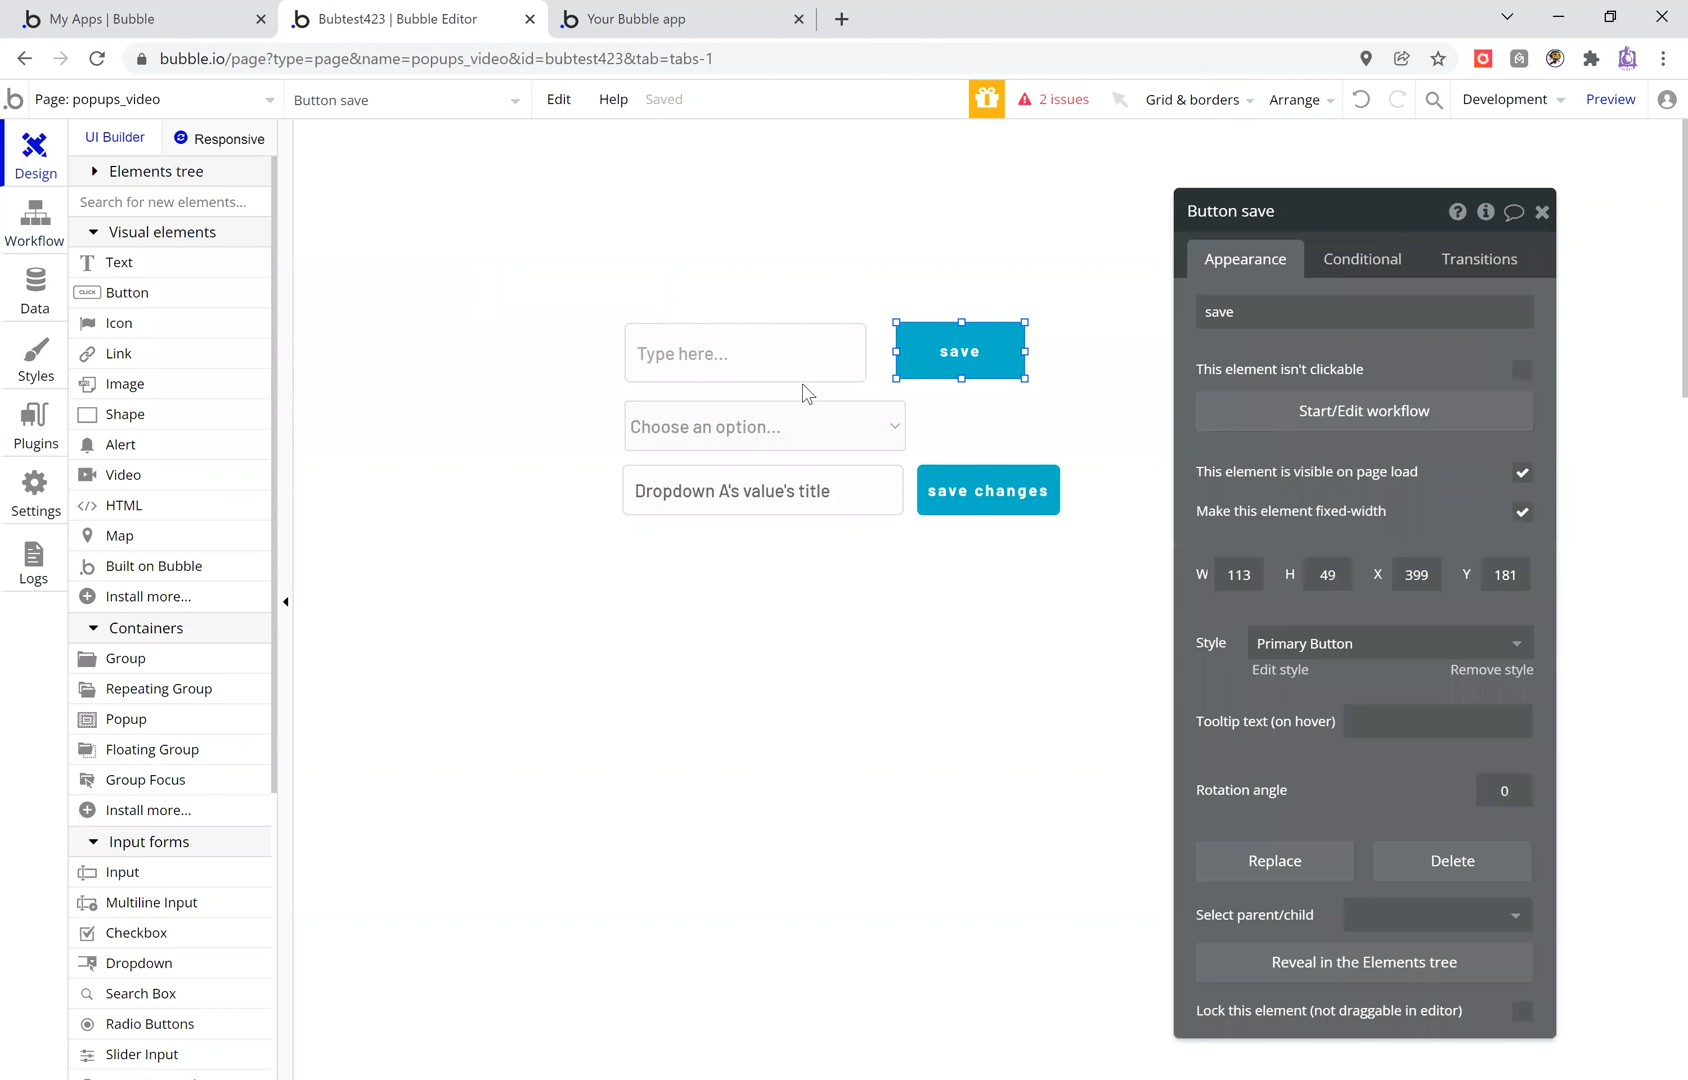 My Apps | Bubble
Bubtest423 | Bubble Editor
Your Bubble app
bubble.io/page?type=page&name=popups_video&id=bubtest423&tab=tabs-1
Page: popups_video
Button save
Edit
Help
Saved
2 issues
Grid & borders
Arrange
Development
Preview
Design
Workflow
Data
Styles
Plugins
Settings
Logs
UI Builder
Responsive
Elements tree
Search for new elements...
Visual elements
Text
CLICK
Button
Icon
Link
Image
Shape
Alert
Video
HTML
Map
Built on Bubble
Install more...
Containers
Group
Repeating Group
Popup
Floating Group
Group Focus
Install more...
Input forms
Input
Multiline Input
Checkbox
Dropdown
Search Box
Radio Buttons
Slider Input
Type here...
save
Choose an option...
Dropdown A's value's title
save changes
Button save
Appearance
Conditional
Transitions
save
This element isn't clickable
Start/Edit workflow
This element is visible on page load
Make this element fixed-width
W 113 H 49 X 399 Y 181
Style Primary Button
Edit style Remove style
Tooltip text (on hover)
Rotation angle 0
Replace Delete
Select parent/child
Reveal in the Elements tree
Lock this element (not draggable in editor)